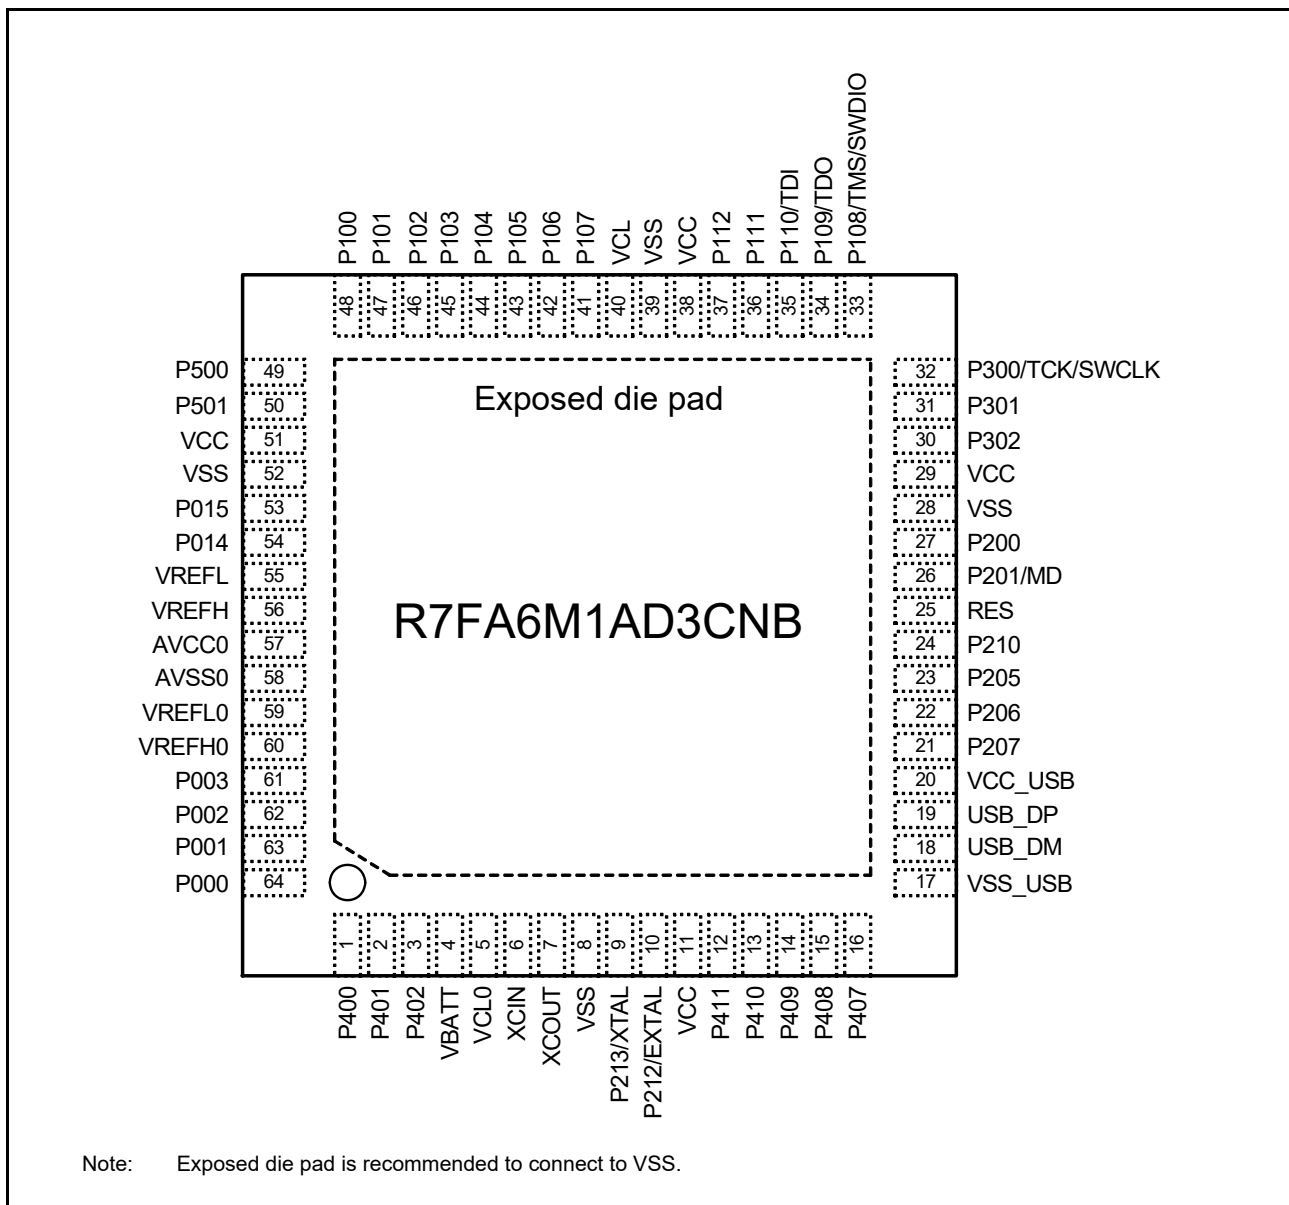 P100
P101
P102
P103
P104
P105
P106
P107
VCL
VSS
VCC
P112
P111
P110/TDI
P109/TDO
P108/TMS/SWDIO
48
47
46
45
44
43
42
41
40
39
38
37
36
35
34
33
P500 49
P501 50
VCC 51
VSS 52
P015 53
P014 54
VREFL 55
VREFH 56
AVCC0 57
AVSS0 58
VREFL0 59
VREFH0 60
P003 61
P002 62
P001 63
P000 64
Exposed die pad
R7FA6M1AD3CNB
32 P300/TCK/SWCLK
31 P301
30 P302
29 VCC
28 VSS
27 P200
26 P201/MD
25 RES
24 P210
23 P205
22 P206
21 P207
20 VCC_USB
19 USB_DP
18 USB_DM
17 VSS_USB
1
2
3
4
5
6
7
8
9
10
11
12
13
14
15
16
P400
P401
P402
VBATT
VCL0
XCIN
XCOUT
VSS
P213/XTAL
P212/EXTAL
VCC
P411
P410
P409
P408
P407
Note: Exposed die pad is recommended to connect to VSS.